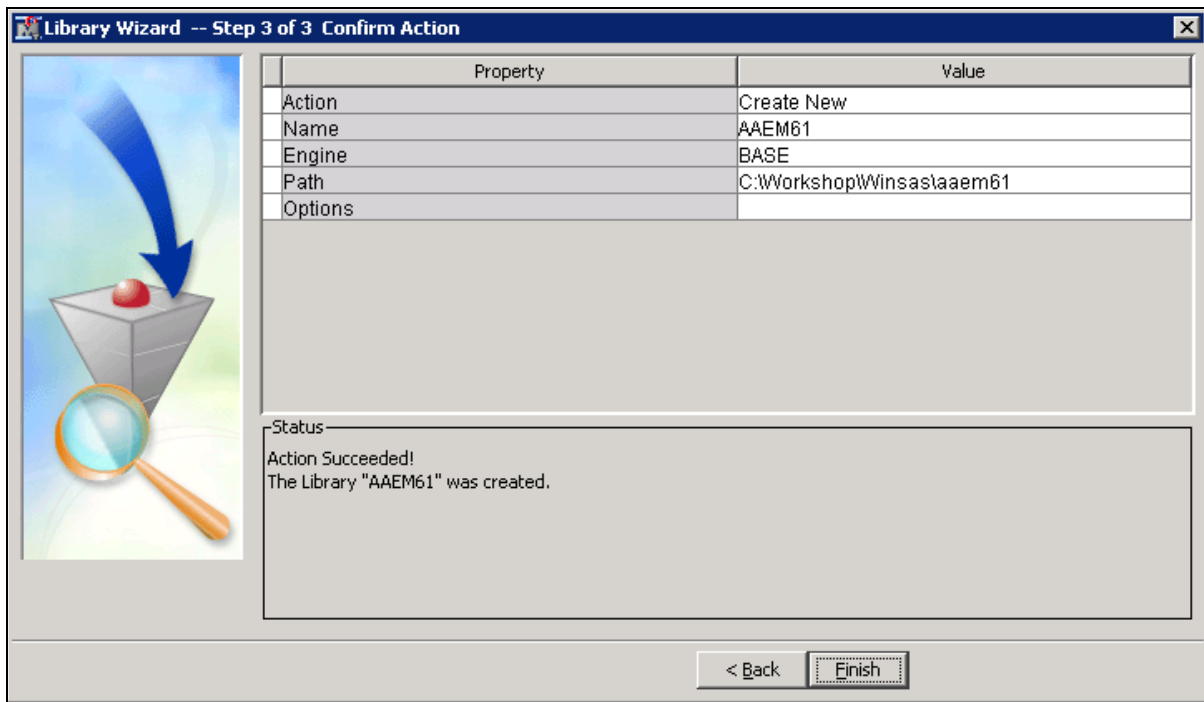 Library Wizard -- Step 3 of 3 Confirm Action
Property Value
Action Create New
Name AAEM61
Engine BASE
Path C:\Workshop\Winsas\aaem61
Options
Status
Action Succeeded!
The Library "AAEM61" was created.
< Back Finish